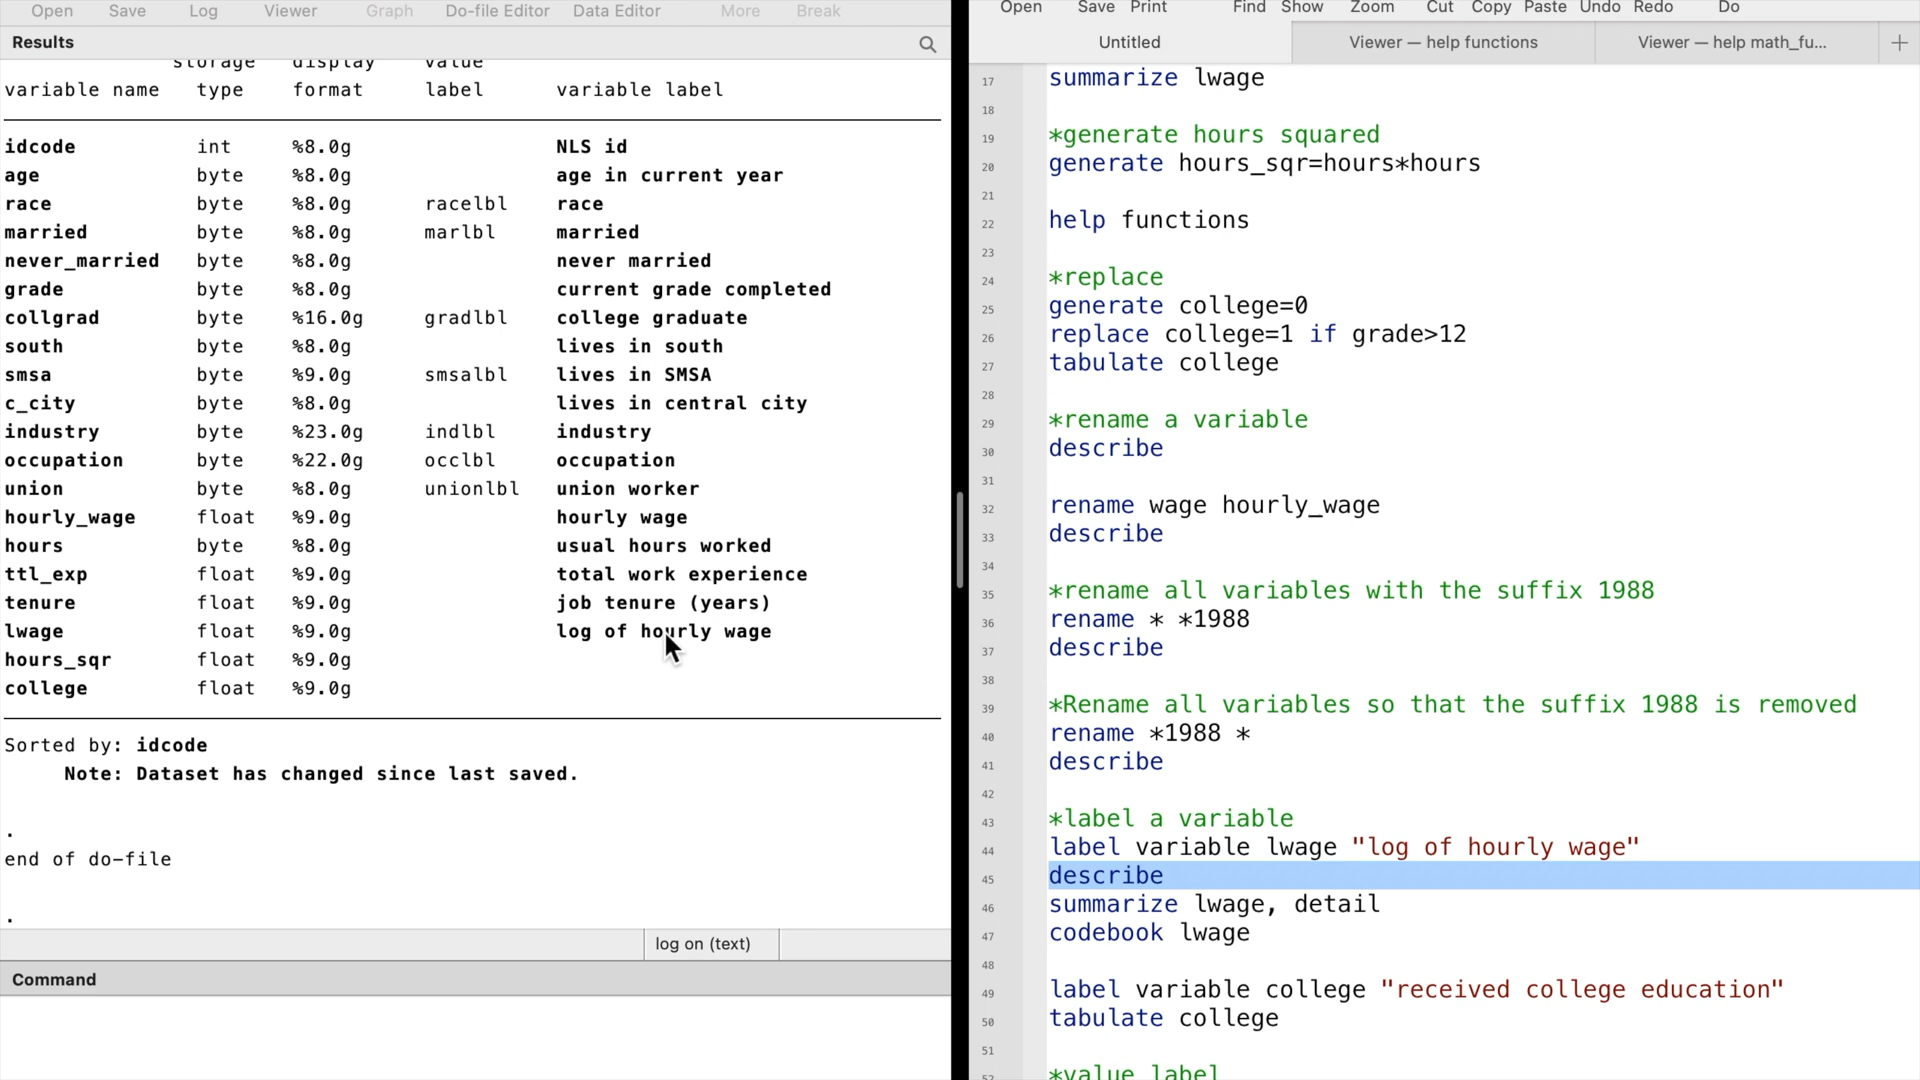 Open Save Log Viewer Graph Do-file Editor Data Editor More Break
Results
storage display value
variable name type format label variable label
idcode int %8.0g NLS id
age byte %8.0g age in current year
race byte %8.0g racelbl race
married byte %8.0g marlbl married
never_married byte %8.0g never married
grade byte %8.0g current grade completed
collgrad byte %16.0g gradlbl college graduate
south byte %8.0g lives in south
smsa byte %9.0g smsalbl lives in SMSA
c_city byte %8.0g lives in central city
industry byte %23.0g indlbl industry
occupation byte %22.0g occlbl occupation
union byte %8.0g unionlbl union worker
hourly_wage float %9.0g hourly wage
hours byte %8.0g usual hours worked
ttl_exp float %9.0g total work experience
tenure float %9.0g job tenure (years)
lwage float %9.0g log of hourly wage
hours_sqr float %9.0g
college float %9.0g
Sorted by: idcode
Note: Dataset has changed since last saved.
.
end of do-file
.
log on (text)
Command
Open Save Print Find Show Zoom Cut Copy Paste Undo Redo Do
Untitled Viewer — help functions Viewer — help math_fu... +
17 summarize lwage
18
19 *generate hours squared
20 generate hours_sqr=hours*hours
21
22 help functions
23
24 *replace
25 generate college=0
26 replace college=1 if grade>12
27 tabulate college
28
29 *rename a variable
30 describe
31
32 rename wage hourly_wage
33 describe
34
35 *rename all variables with the suffix 1988
36 rename * *1988
37 describe
38
39 *Rename all variables so that the suffix 1988 is removed
40 rename *1988 *
41 describe
42
43 *label a variable
44 label variable lwage "log of hourly wage"
45 describe
46 summarize lwage, detail
47 codebook lwage
48
49 label variable college "received college education"
50 tabulate college
51
52 *value label